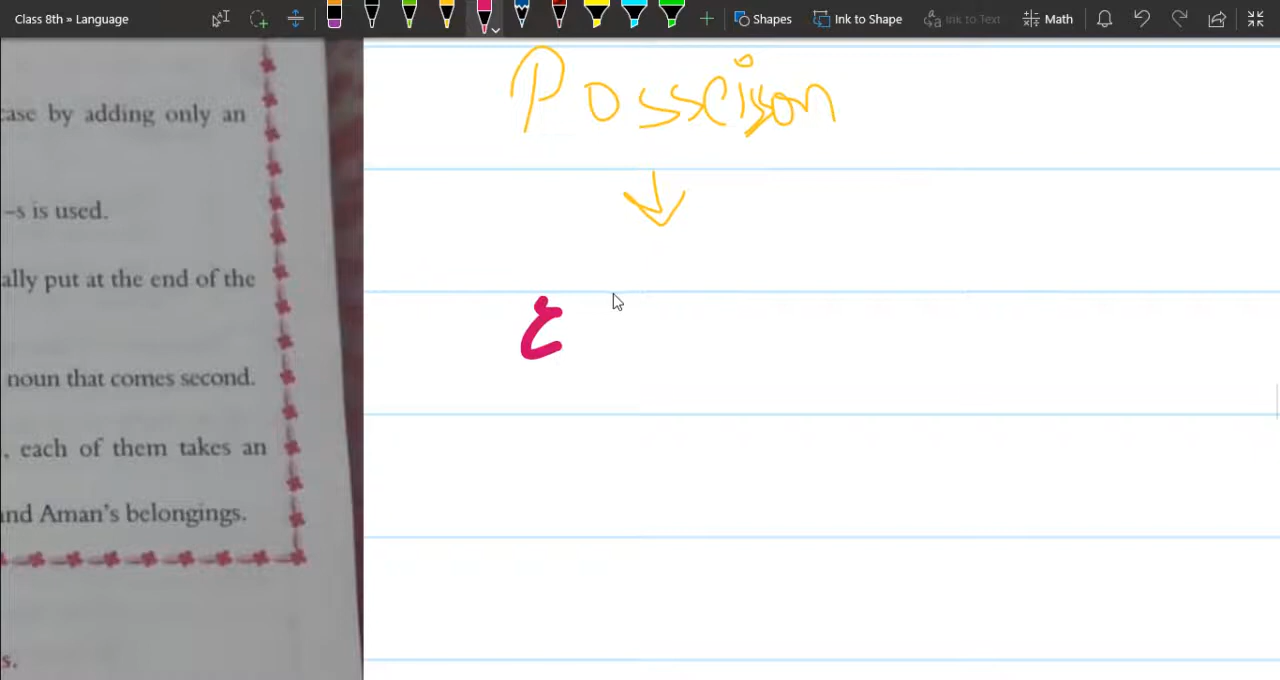 Class 8th » Language
Shapes
Ink to Shape
Ink to Text
Math
Posseison
↓
case by adding only an
–s is used.
ally put at the end of the
noun that comes second.
, each of them takes an
and Aman's belongings.
s.